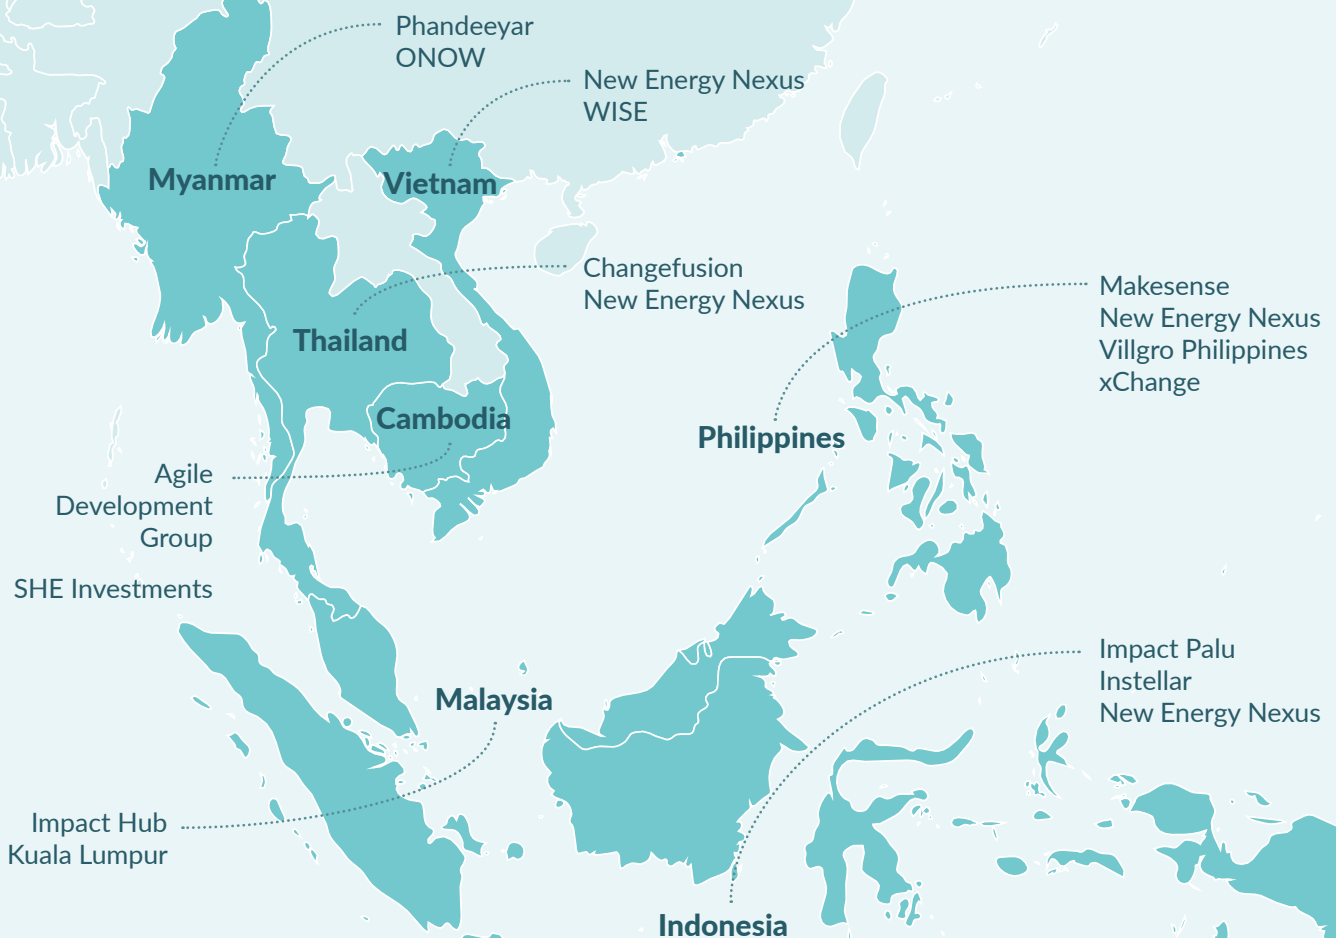 Phandeeyar
ONOW
New Energy Nexus
WISE
Myanmar
Vietnam
Changefusion
New Energy Nexus
Makesense
New Energy Nexus
Villgro Philippines
xChange
Thailand
Cambodia
Philippines
Agile
Development
Group
SHE Investments
Impact Palu
Instellar
New Energy Nexus
Malaysia
Impact Hub
Kuala Lumpur
Indonesia